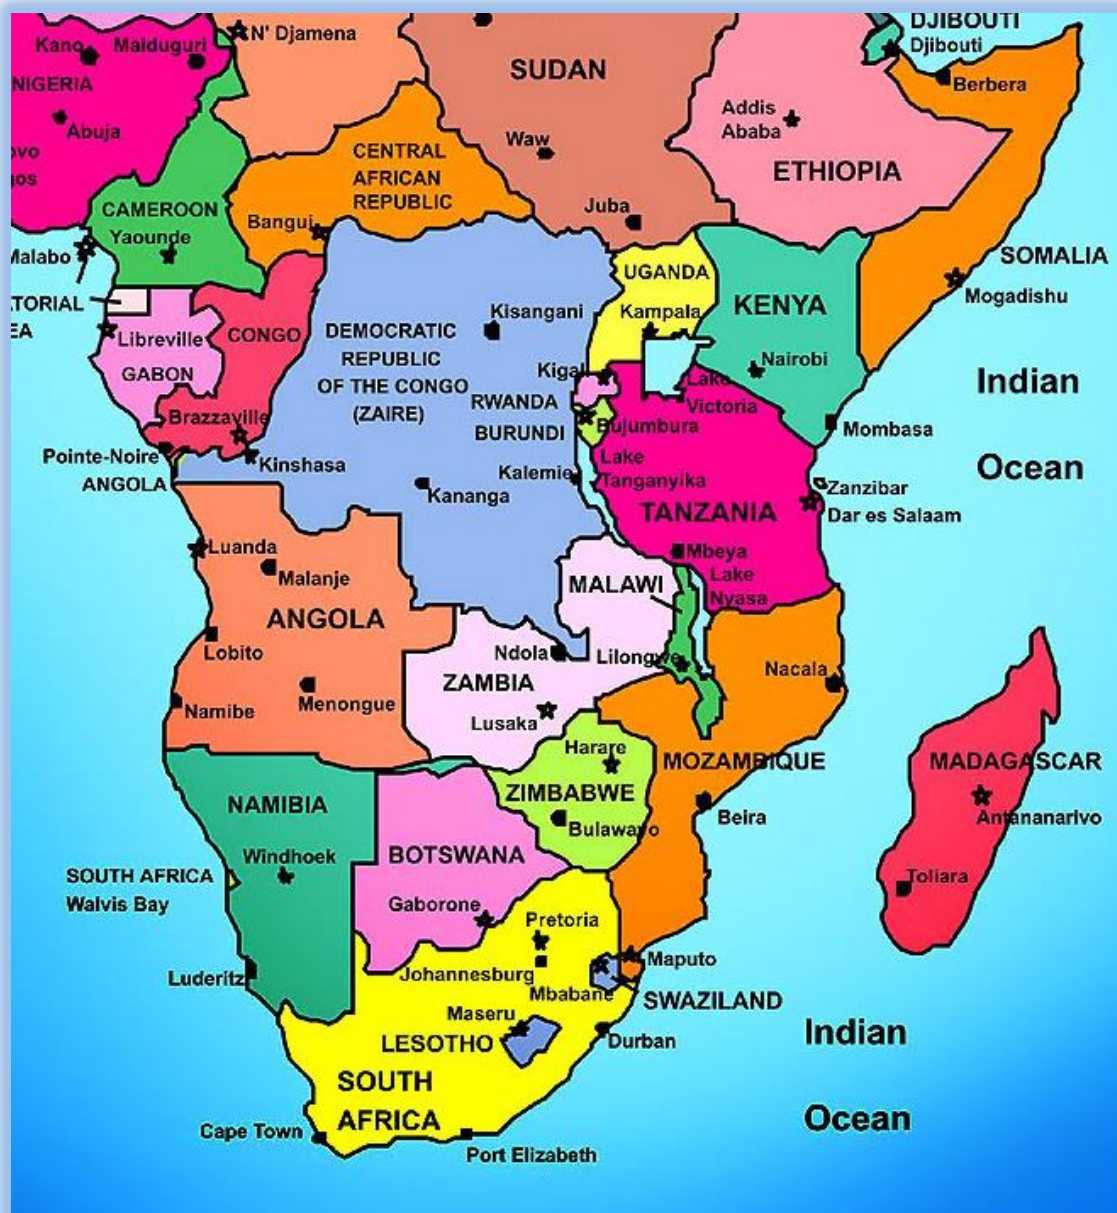 DJIBOUTI
N' Djamena
Kano
Maiduguri
Djibouti
SUDAN
NIGERIA
Berbera
Addis
Ababa
Abuja
Waw
CENTRAL
AFRICAN
REPUBLIC
ETHIOPIA
CAMEROON
Yaounde
Bangui
Juba
Malabo
SOMALIA
UGANDA
Mogadishu
KENYA
Kampala
Kisangani
Libreville
CONGO
DEMOCRATIC
REPUBLIC
OF THE CONGO
(ZAIRE)
GABON
Nairobi
Kigal
Lake
Victoria
Indian
Ocean
RWANDA
BURUNDI
Bujumbura
Brazzaville
Mombasa
Pointe-Noire
Kinshasa
ANGOLA
Kalemie
Lake
Tanganyika
Kananga
Zanzibar
Dar es Salaam
TANZANIA
Luanda
Mbeya
Malanje
MALAWI
Lake
Nyasa
ANGOLA
Lobito
Ndola
Lilongwe
Nacala
ZAMBIA
Menongue
Namibe
Lusaka
Harare
MOZAMBIQUE
MADAGASCAR
ZIMBABWE
NAMIBIA
Beira
Antananarivo
Bulawayo
BOTSWANA
Windhoek
SOUTH AFRICA
Walvis Bay
Toliara
Gaborone
Pretoria
Maputo
Luderitz
Johannesburg
Mbabane
SWAZILAND
Maseru
LESOTHO
Durban
Indian
Ocean
SOUTH
AFRICA
Cape Town
Port Elizabeth